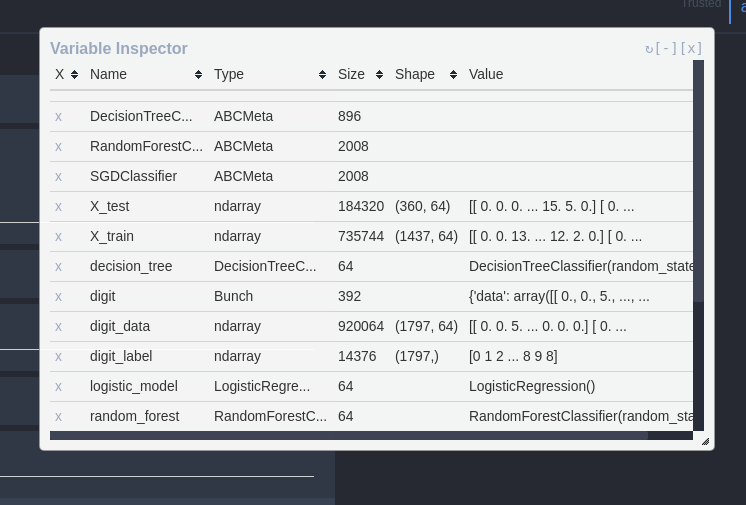 Trusted
Variable Inspector ↻[-][x]
X Name Type Size Shape Value
x DecisionTreeC... ABCMeta 896
x RandomForestC... ABCMeta 2008
x SGDClassifier ABCMeta 2008
x X_test ndarray 184320 (360, 64) [[ 0. 0. 0. ... 15. 5. 0.] [ 0. ...
x X_train ndarray 735744 (1437, 64) [[ 0. 0. 13. ... 12. 2. 0.] [ 0. ...
x decision_tree DecisionTreeC... 64 DecisionTreeClassifier(random_state
x digit Bunch 392 {'data': array([[ 0., 0., 5., ..., ...
x digit_data ndarray 920064 (1797, 64) [[ 0. 0. 5. ... 0. 0. 0.] [ 0. ...
x digit_label ndarray 14376 (1797,) [0 1 2 ... 8 9 8]
x logistic_model LogisticRegre... 64 LogisticRegression()
x random_forest RandomForestC... 64 RandomForestClassifier(random_sta